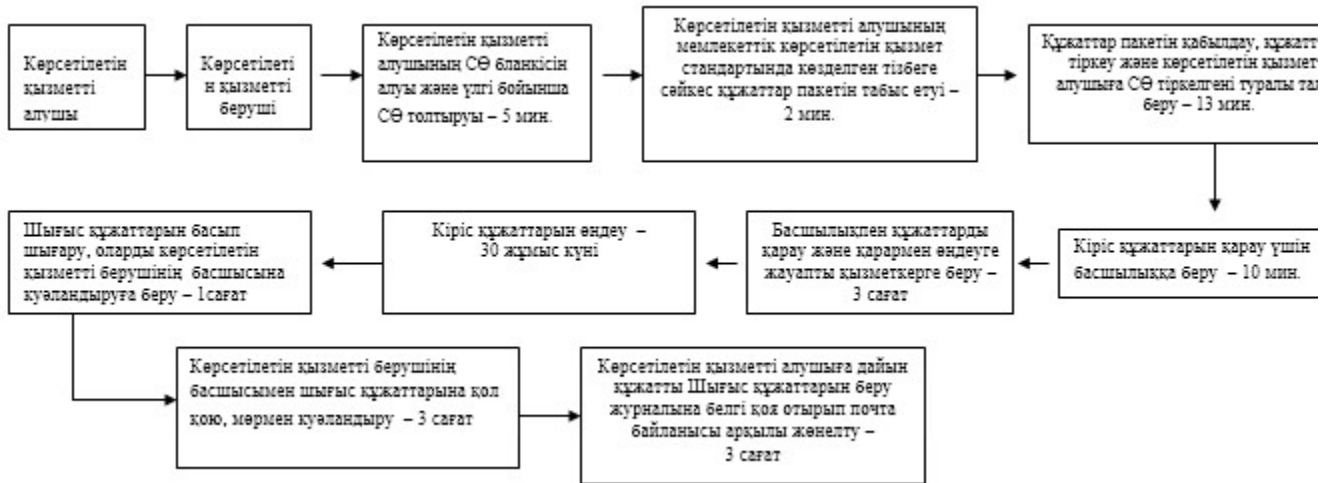 Көрсетілетін
қызметті
алушы
Көрсетілеті
н қызметті
беруші
Көрсетілетін қызметті
алушының СӨ бланкісін
алуы және үлгі бойынша
СӨ толтыруы – 5 мин.
Көрсетілетін қызметті алушының
мемлекеттік көрсетілетін қызмет
стандартында көзделген тізбеге
сәйкес құжаттар пакетін табыс етуі –
2 мин.
Құжаттар пакетін қабылдау, құжатт
тіркеу және көрсетілетін қызмет
алушыға СӨ тіркелгені туралы тал
беру – 13 мин.
Шығыс құжаттарын басып
шығару, оларды көрсетілетін
қызметті берушінің басшысына
куәландыруға беру – 1сағат
Кіріс құжаттарын өңдеу –
30 жұмыс күні
Басшылықпен құжаттарды
қарау және қарармен өңдеуге
жауапты қызметкерге беру –
3 сағат
Кіріс құжаттарын қарау үшін
басшылыққа беру – 10 мин.
Көрсетілетін қызметті берушінің
басшысымен шығыс құжаттарына қол
қою, мөрмен куәландыру – 3 сағат
Көрсетілетін қызметті алушыға дайын
құжатты Шығыс құжаттарын беру
журналына белгі қоя отырып почта
байланысы арқылы жөнелту –
3 сағат